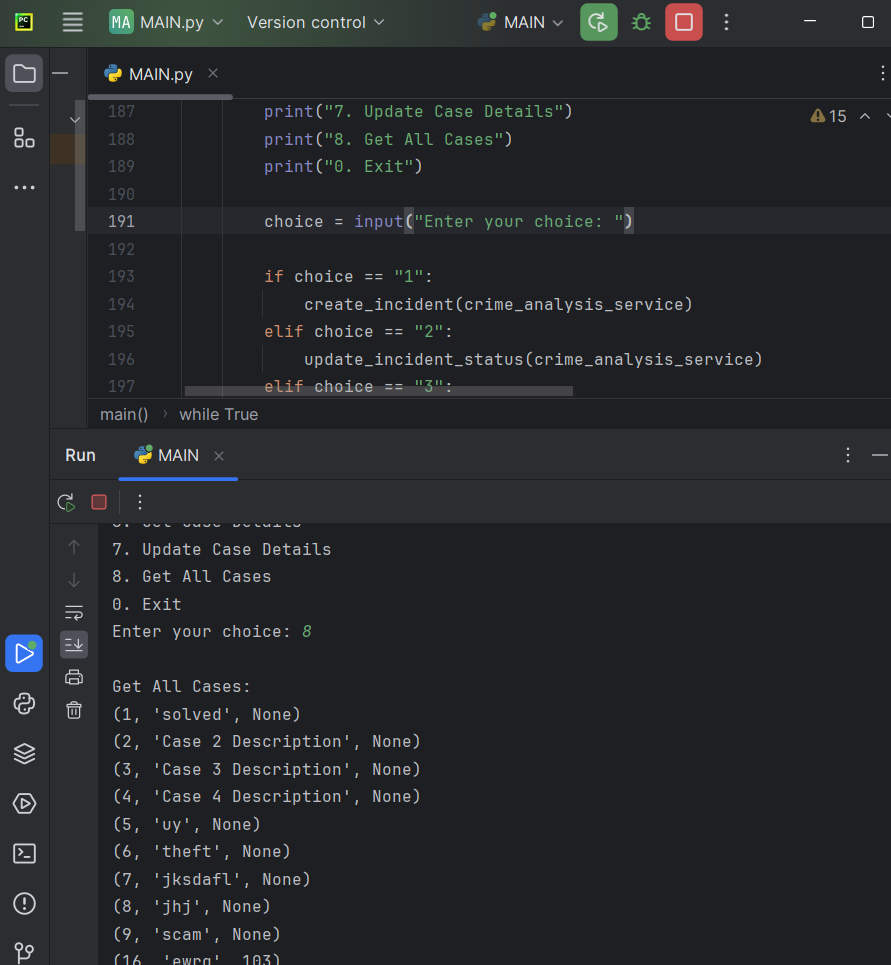 PC
MA MAIN.py Version control MAIN
MAIN.py
187 print("7. Update Case Details")
188 print("8. Get All Cases")
189 print("0. Exit")
190
191 choice = input("Enter your choice: ")
192
193 if choice == "1":
194 create_incident(crime_analysis_service)
195 elif choice == "2":
196 update_incident_status(crime_analysis_service)
197 elif choice == "3":
15
main() › while True
Run MAIN
7. Update Case Details
8. Get All Cases
0. Exit
Enter your choice: 8
Get All Cases:
(1, 'solved', None)
(2, 'Case 2 Description', None)
(3, 'Case 3 Description', None)
(4, 'Case 4 Description', None)
(5, 'uy', None)
(6, 'theft', None)
(7, 'jksdafl', None)
(8, 'jhj', None)
(9, 'scam', None)
(16, 103)